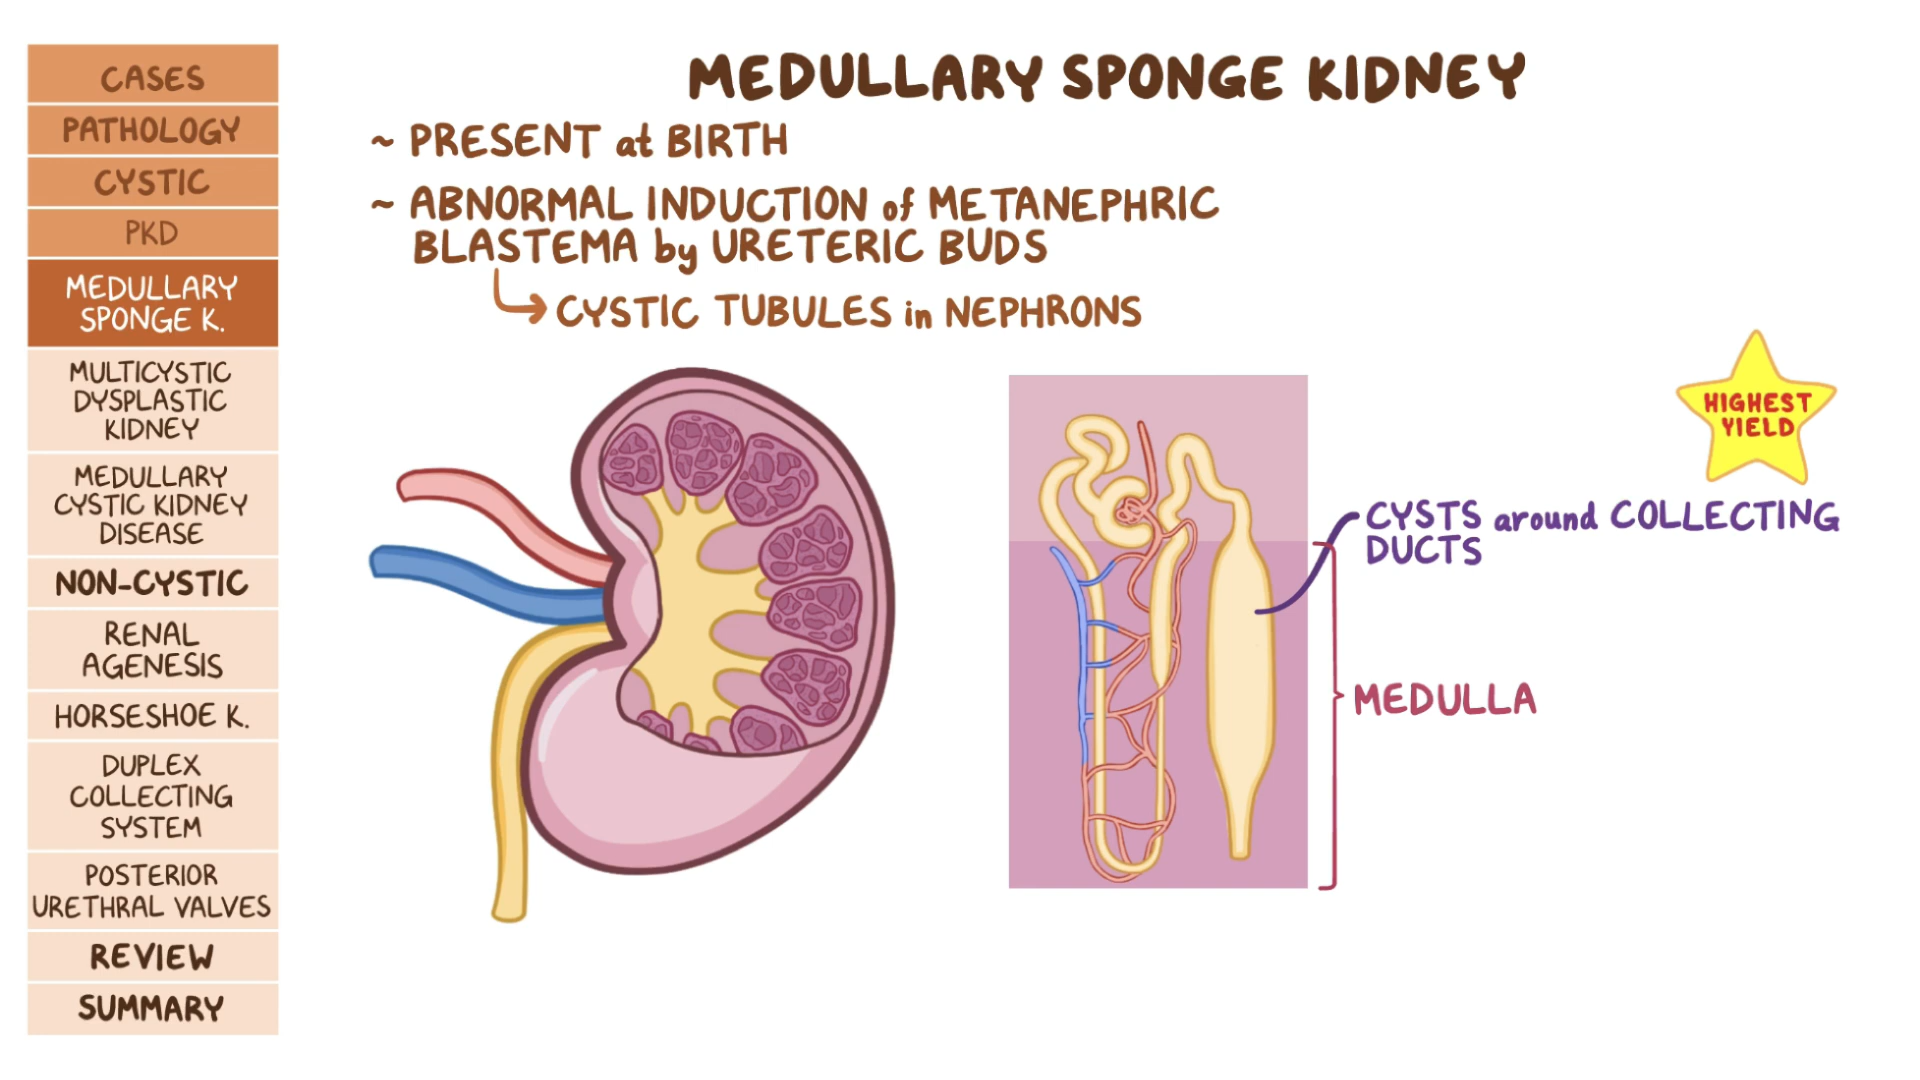 CASES
PATHOLOGY
CYSTIC
PKD
MEDULLARY
SPONGE K.
MULTICYSTIC
DYSPLASTIC
KIDNEY
MEDULLARY
CYSTIC KIDNEY
DISEASE
NON-CYSTIC
RENAL
AGENESIS
HORSESHOE K.
DUPLEX
COLLECTING
SYSTEM
POSTERIOR
URETHRAL VALVES
REVIEW
SUMMARY
MEDULLARY SPONGE KIDNEY
~ PRESENT at BIRTH
~ ABNORMAL INDUCTION of METANEPHRIC
BLASTEMA by URETERIC BUDS
CYSTIC TUBULES in NEPHRONS
HIGHEST
YIELD
CYSTS around COLLECTING
DUCTS
MEDULLA